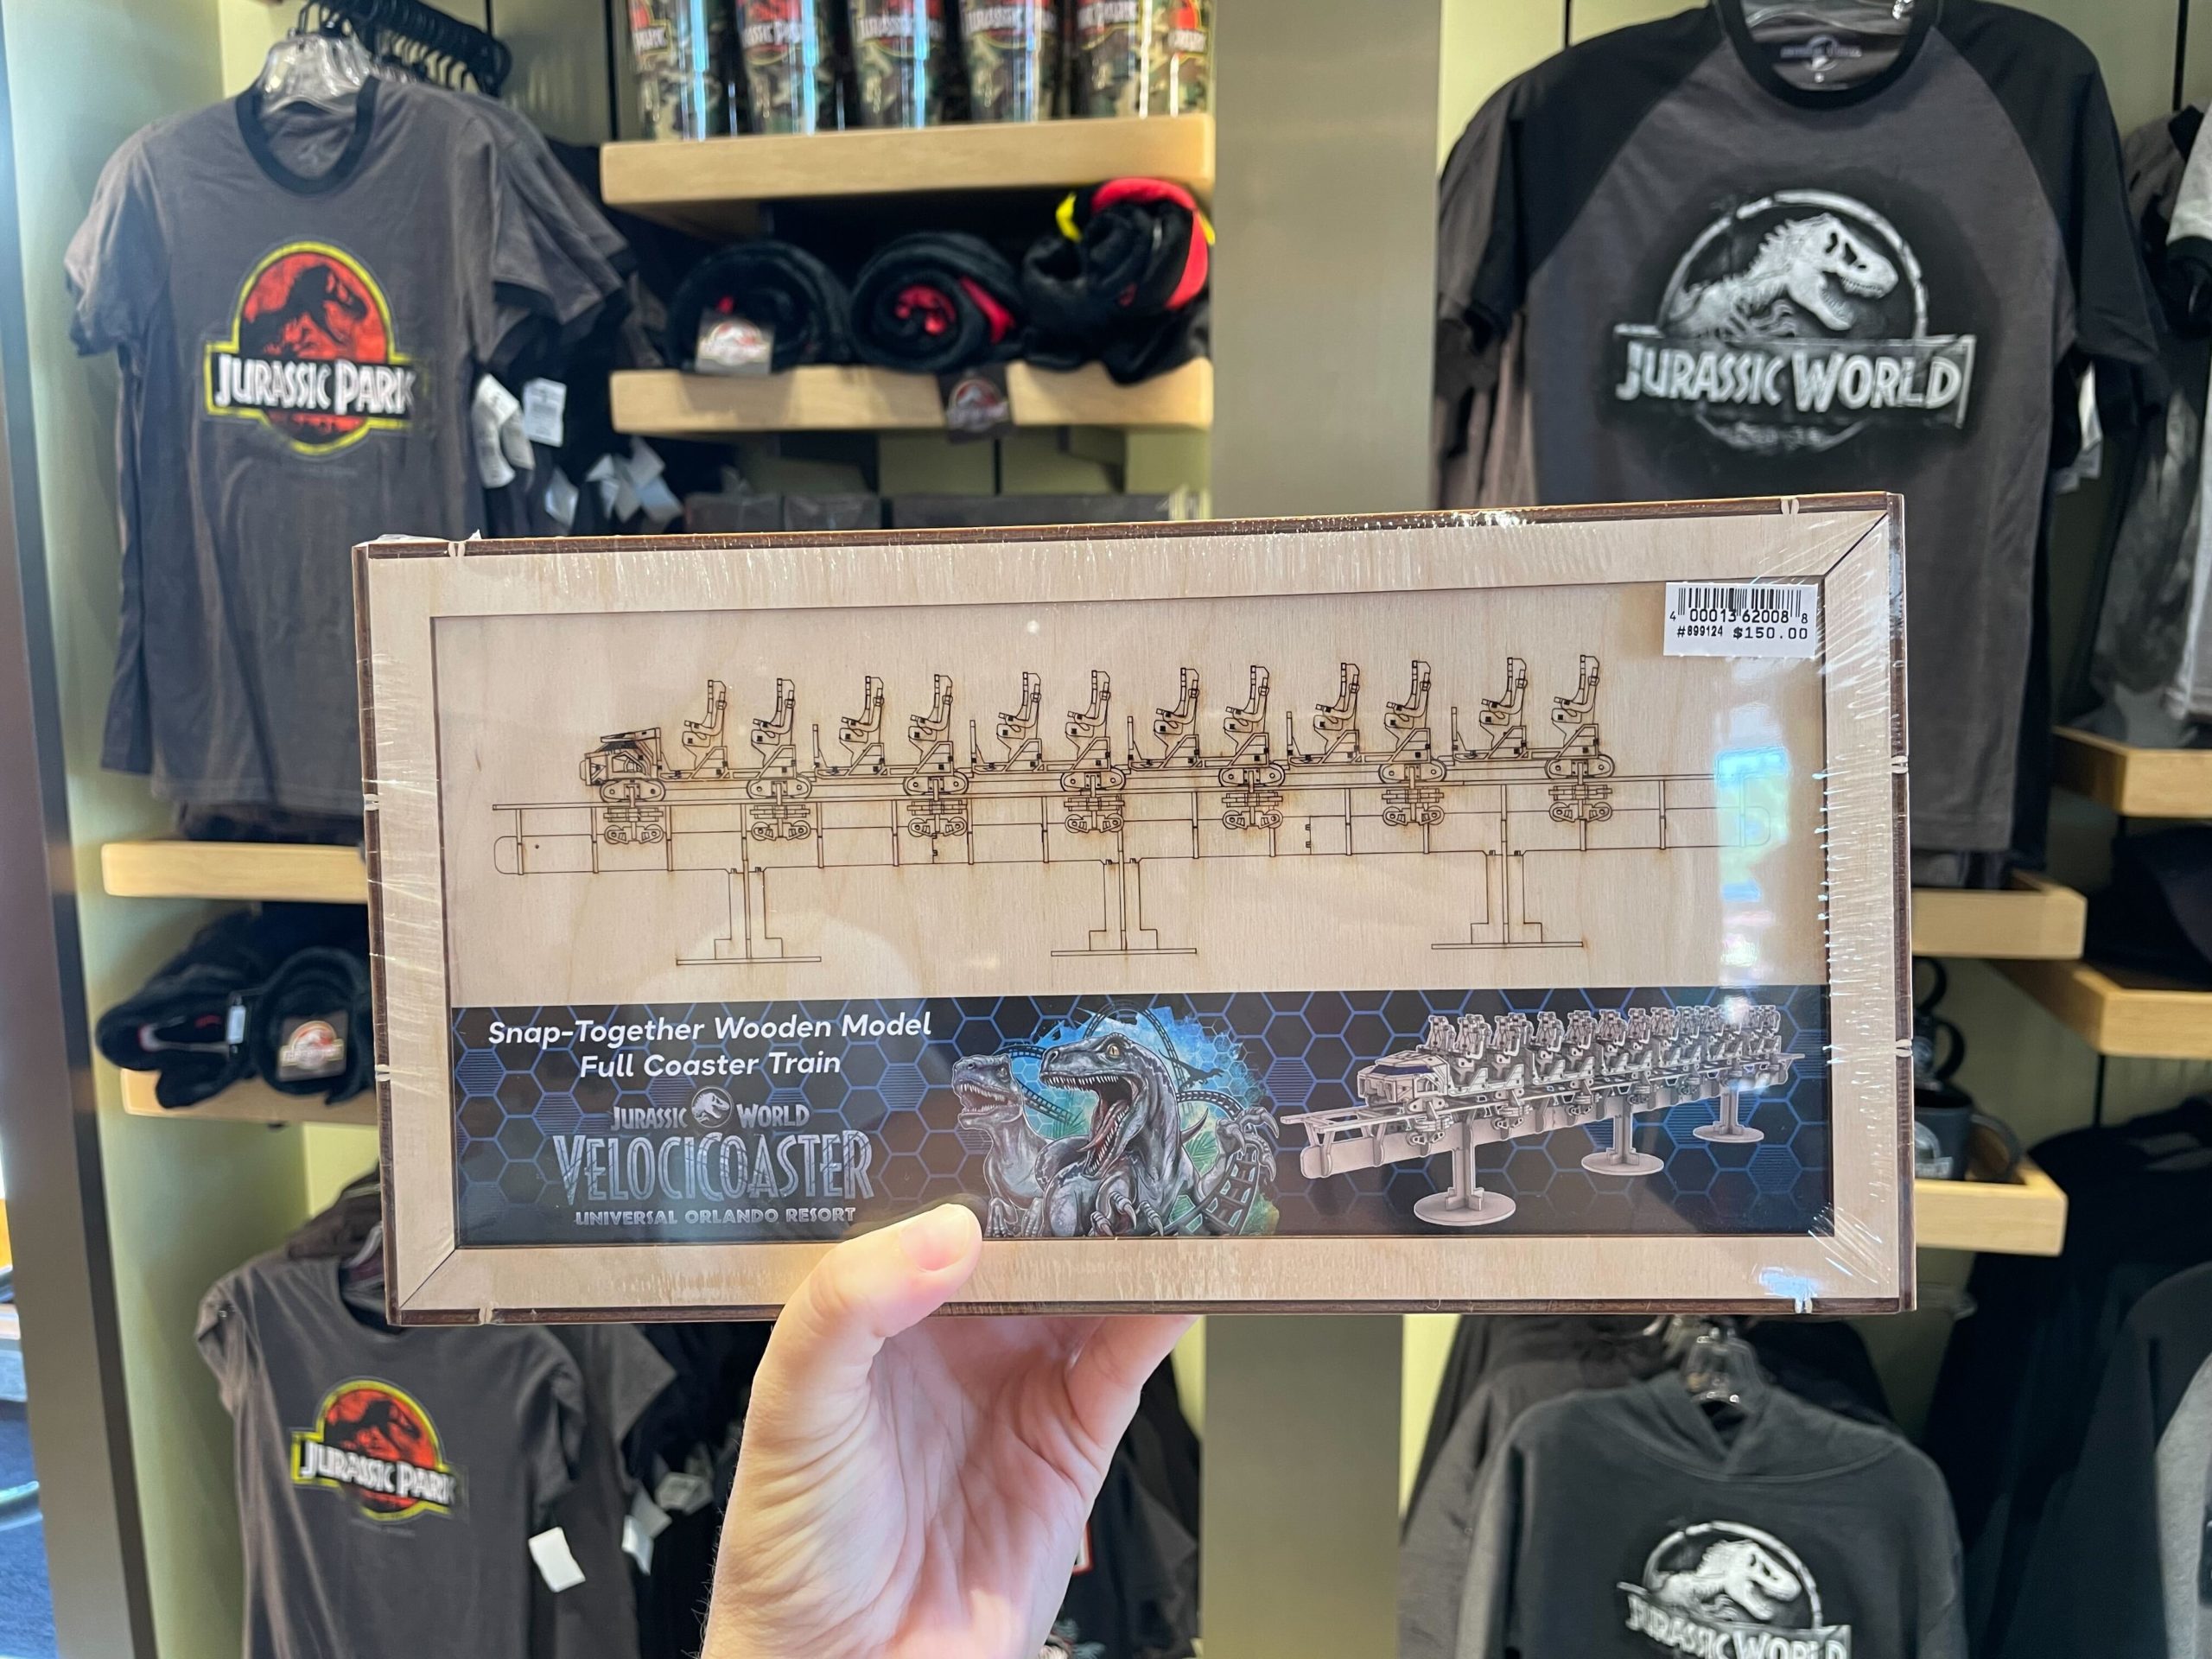 JURASSIC PARK
JURASSIC WORLD
4 00013 62008 8
#899124 $150.00
Snap-Together Wooden Model
Full Coaster Train
JURASSIC WORLD
VELOCICOASTER
UNIVERSAL ORLANDO RESORT
JURASSIC PARK
JURASSIC WORLD